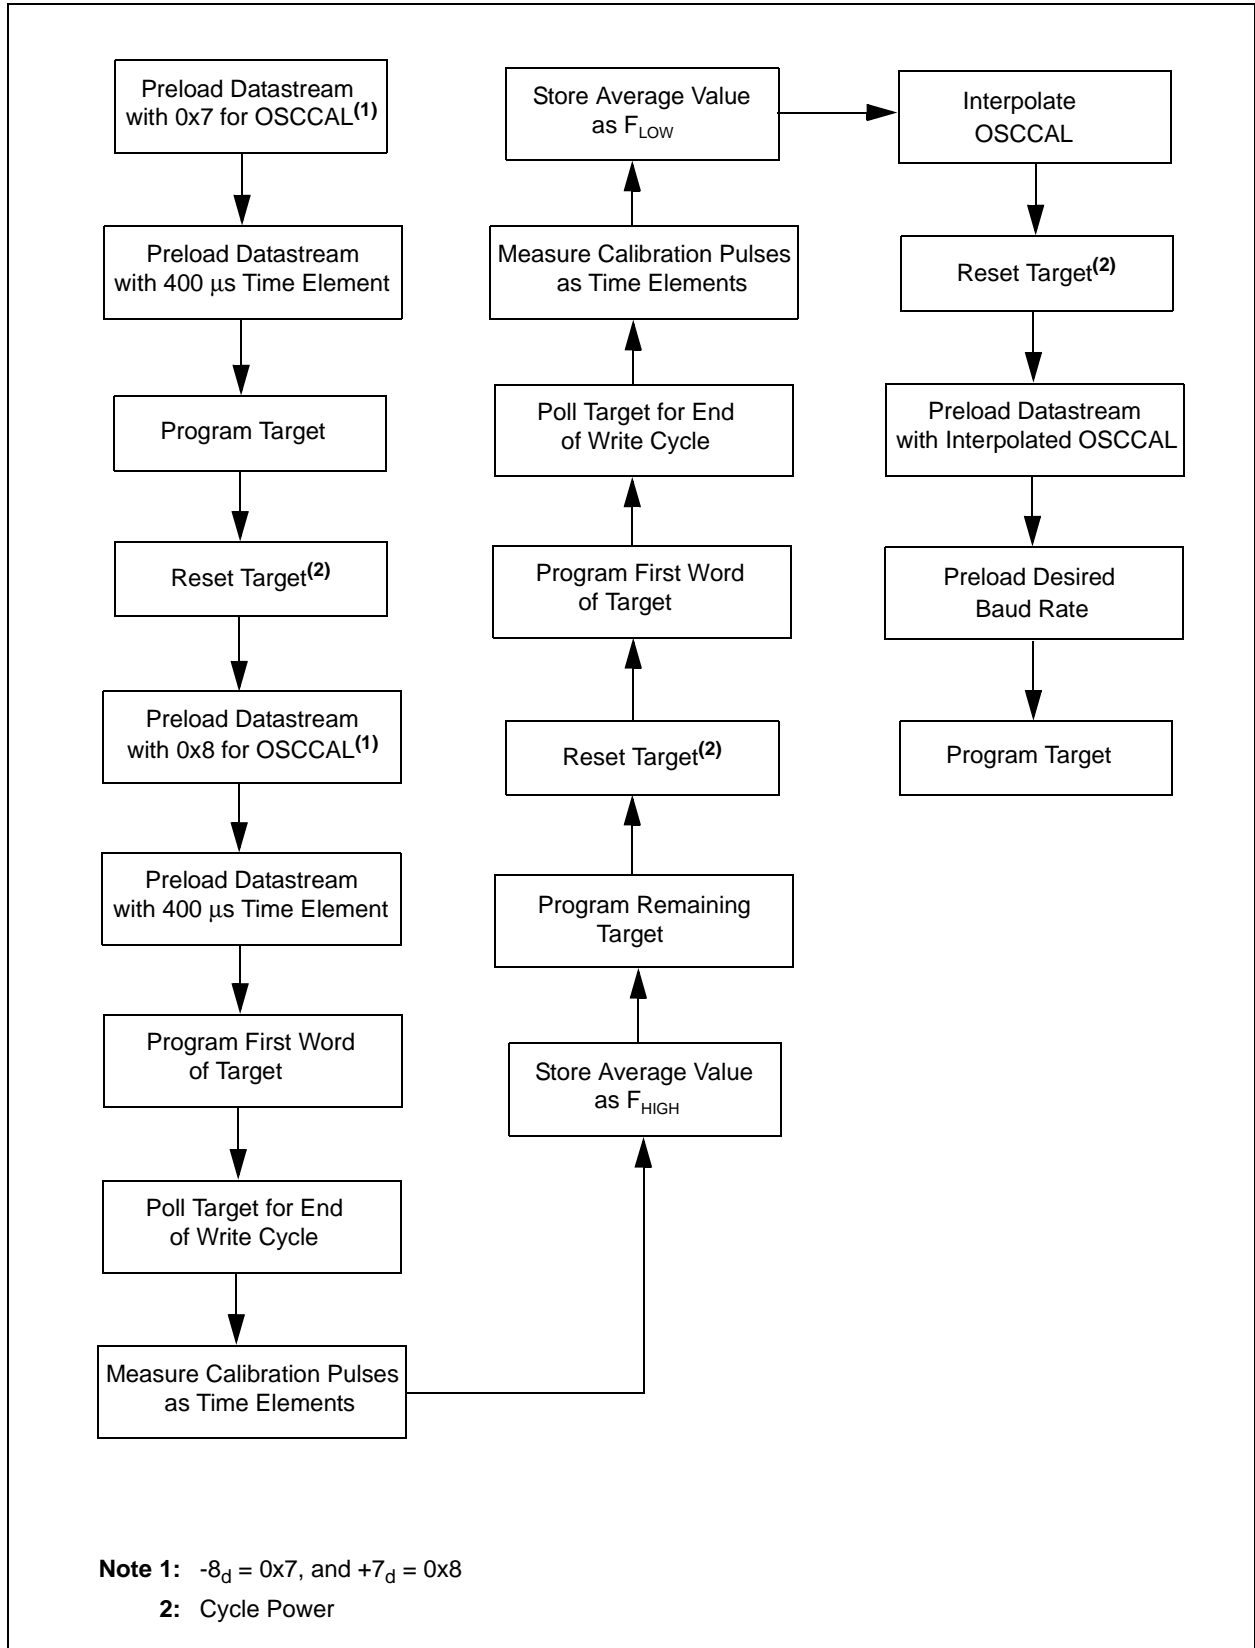 Preload Datastream
with 0x7 for OSCCAL(1)
Preload Datastream
with 400 μs Time Element
Program Target
Reset Target(2)
Preload Datastream
with 0x8 for OSCCAL(1)
Preload Datastream
with 400 μs Time Element
Program First Word
of Target
Poll Target for End
of Write Cycle
Measure Calibration Pulses
as Time Elements
Store Average Value
as FHIGH
Program Remaining
Target
Reset Target(2)
Program First Word
of Target
Poll Target for End
of Write Cycle
Measure Calibration Pulses
as Time Elements
Store Average Value
as FLOW
Interpolate
OSCCAL
Reset Target(2)
Preload Datastream
with Interpolated OSCCAL
Preload Desired
Baud Rate
Program Target
Note 1: -8d = 0x7, and +7d = 0x8
2: Cycle Power